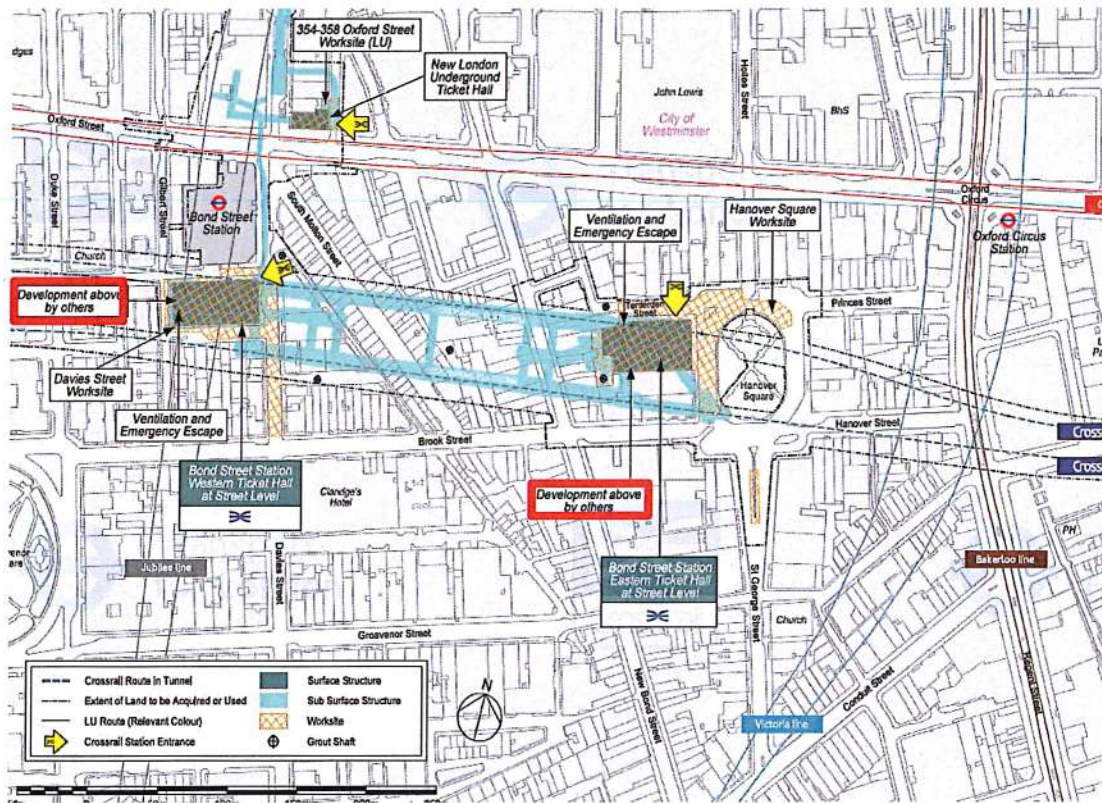 354-358 Oxford Street
Worksite (LU)
New London
Underground
Ticket Hall
John Lewis
City of
Westminster
Holles Street
BhS
Oxford Street
Duke Street
Gilbert Street
Bond Street
Station
South Molton Street
Ventilation and
Emergency Escape
Hanover Square
Worksite
Oxford
Circus
Oxford Circus
Station
Church
Development above
by others
Tenterden
Street
Princes Street
Davies Street
Worksite
Hanover
Square
Ventilation and
Emergency Escape
Brook Street
Hanover Street
Cross
Cross
Bond Street Station
Western Ticket Hall
at Street Level
Claridge's
Hotel
Development above
by others
PH
Jubilee line
Davies Street
Bakerloo line
Bond Street Station
Eastern Ticket Hall
at Street Level
St George Street
Church
Grosvenor Street
New Bond Street
Conduit Street
Regent Street
Victoria line
Crossrail Route in Tunnel
Extent of Land to be Acquired or Used
LU Route (Relevant Colour)
Crossrail Station Entrance
Surface Structure
Sub Surface Structure
Worksite
Grout Shaft
N